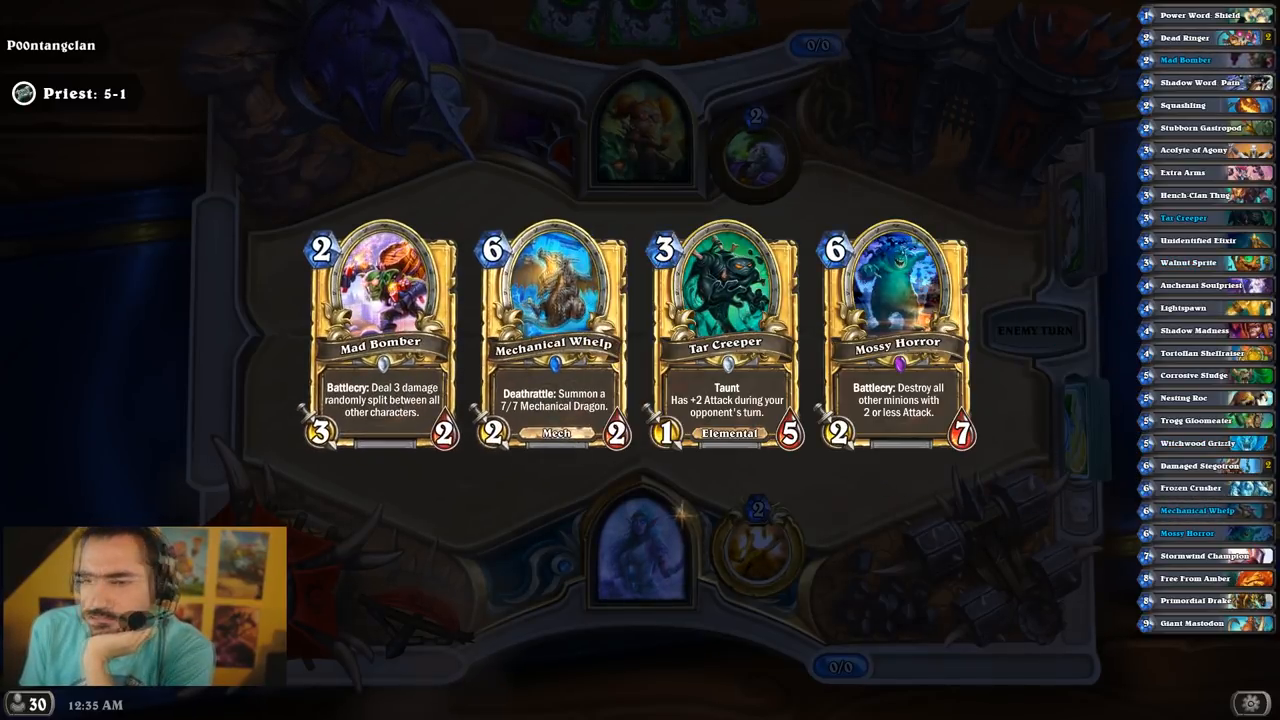 P00ntangclan
Priest: 5-1
0/0
2
2
Mad Bomber
Battlecry: Deal 3 damage
randomly split between all
other characters.
3
2
6
Mechanical Whelp
Deathrattle: Summon a
7/7 Mechanical Dragon.
Mech
2
2
3
Tar Creeper
Taunt
Has +2 Attack during your
opponent's turn.
Elemental
1
5
6
Mossy Horror
Battlecry: Destroy all
other minions with
2 or less Attack.
2
7
ENEMY TURN
2
0/0
30
12:35 AM
1 Power Word: Shield
2 Dead Ringer 2
2 Mad Bomber
2 Shadow Word: Pain
2 Squashling
2 Stubborn Gastropod
3 Acolyte of Agony
3 Extra Arms
3 Hench-Clan Thug
3 Tar Creeper
3 Unidentified Elixir
3 Walnut Sprite
4 Auchenai Soulpriest
4 Lightspawn
4 Shadow Madness
4 Tortollan Shellraiser
5 Corrosive Sludge
5 Nesting Roc
5 Trogg Gloomeater
5 Witchwood Grizzly
6 Damaged Stegotron 2
6 Frozen Crusher
6 Mechanical Whelp
6 Mossy Horror
7 Stormwind Champion
8 Free From Amber
8 Primordial Drake
9 Giant Mastodon